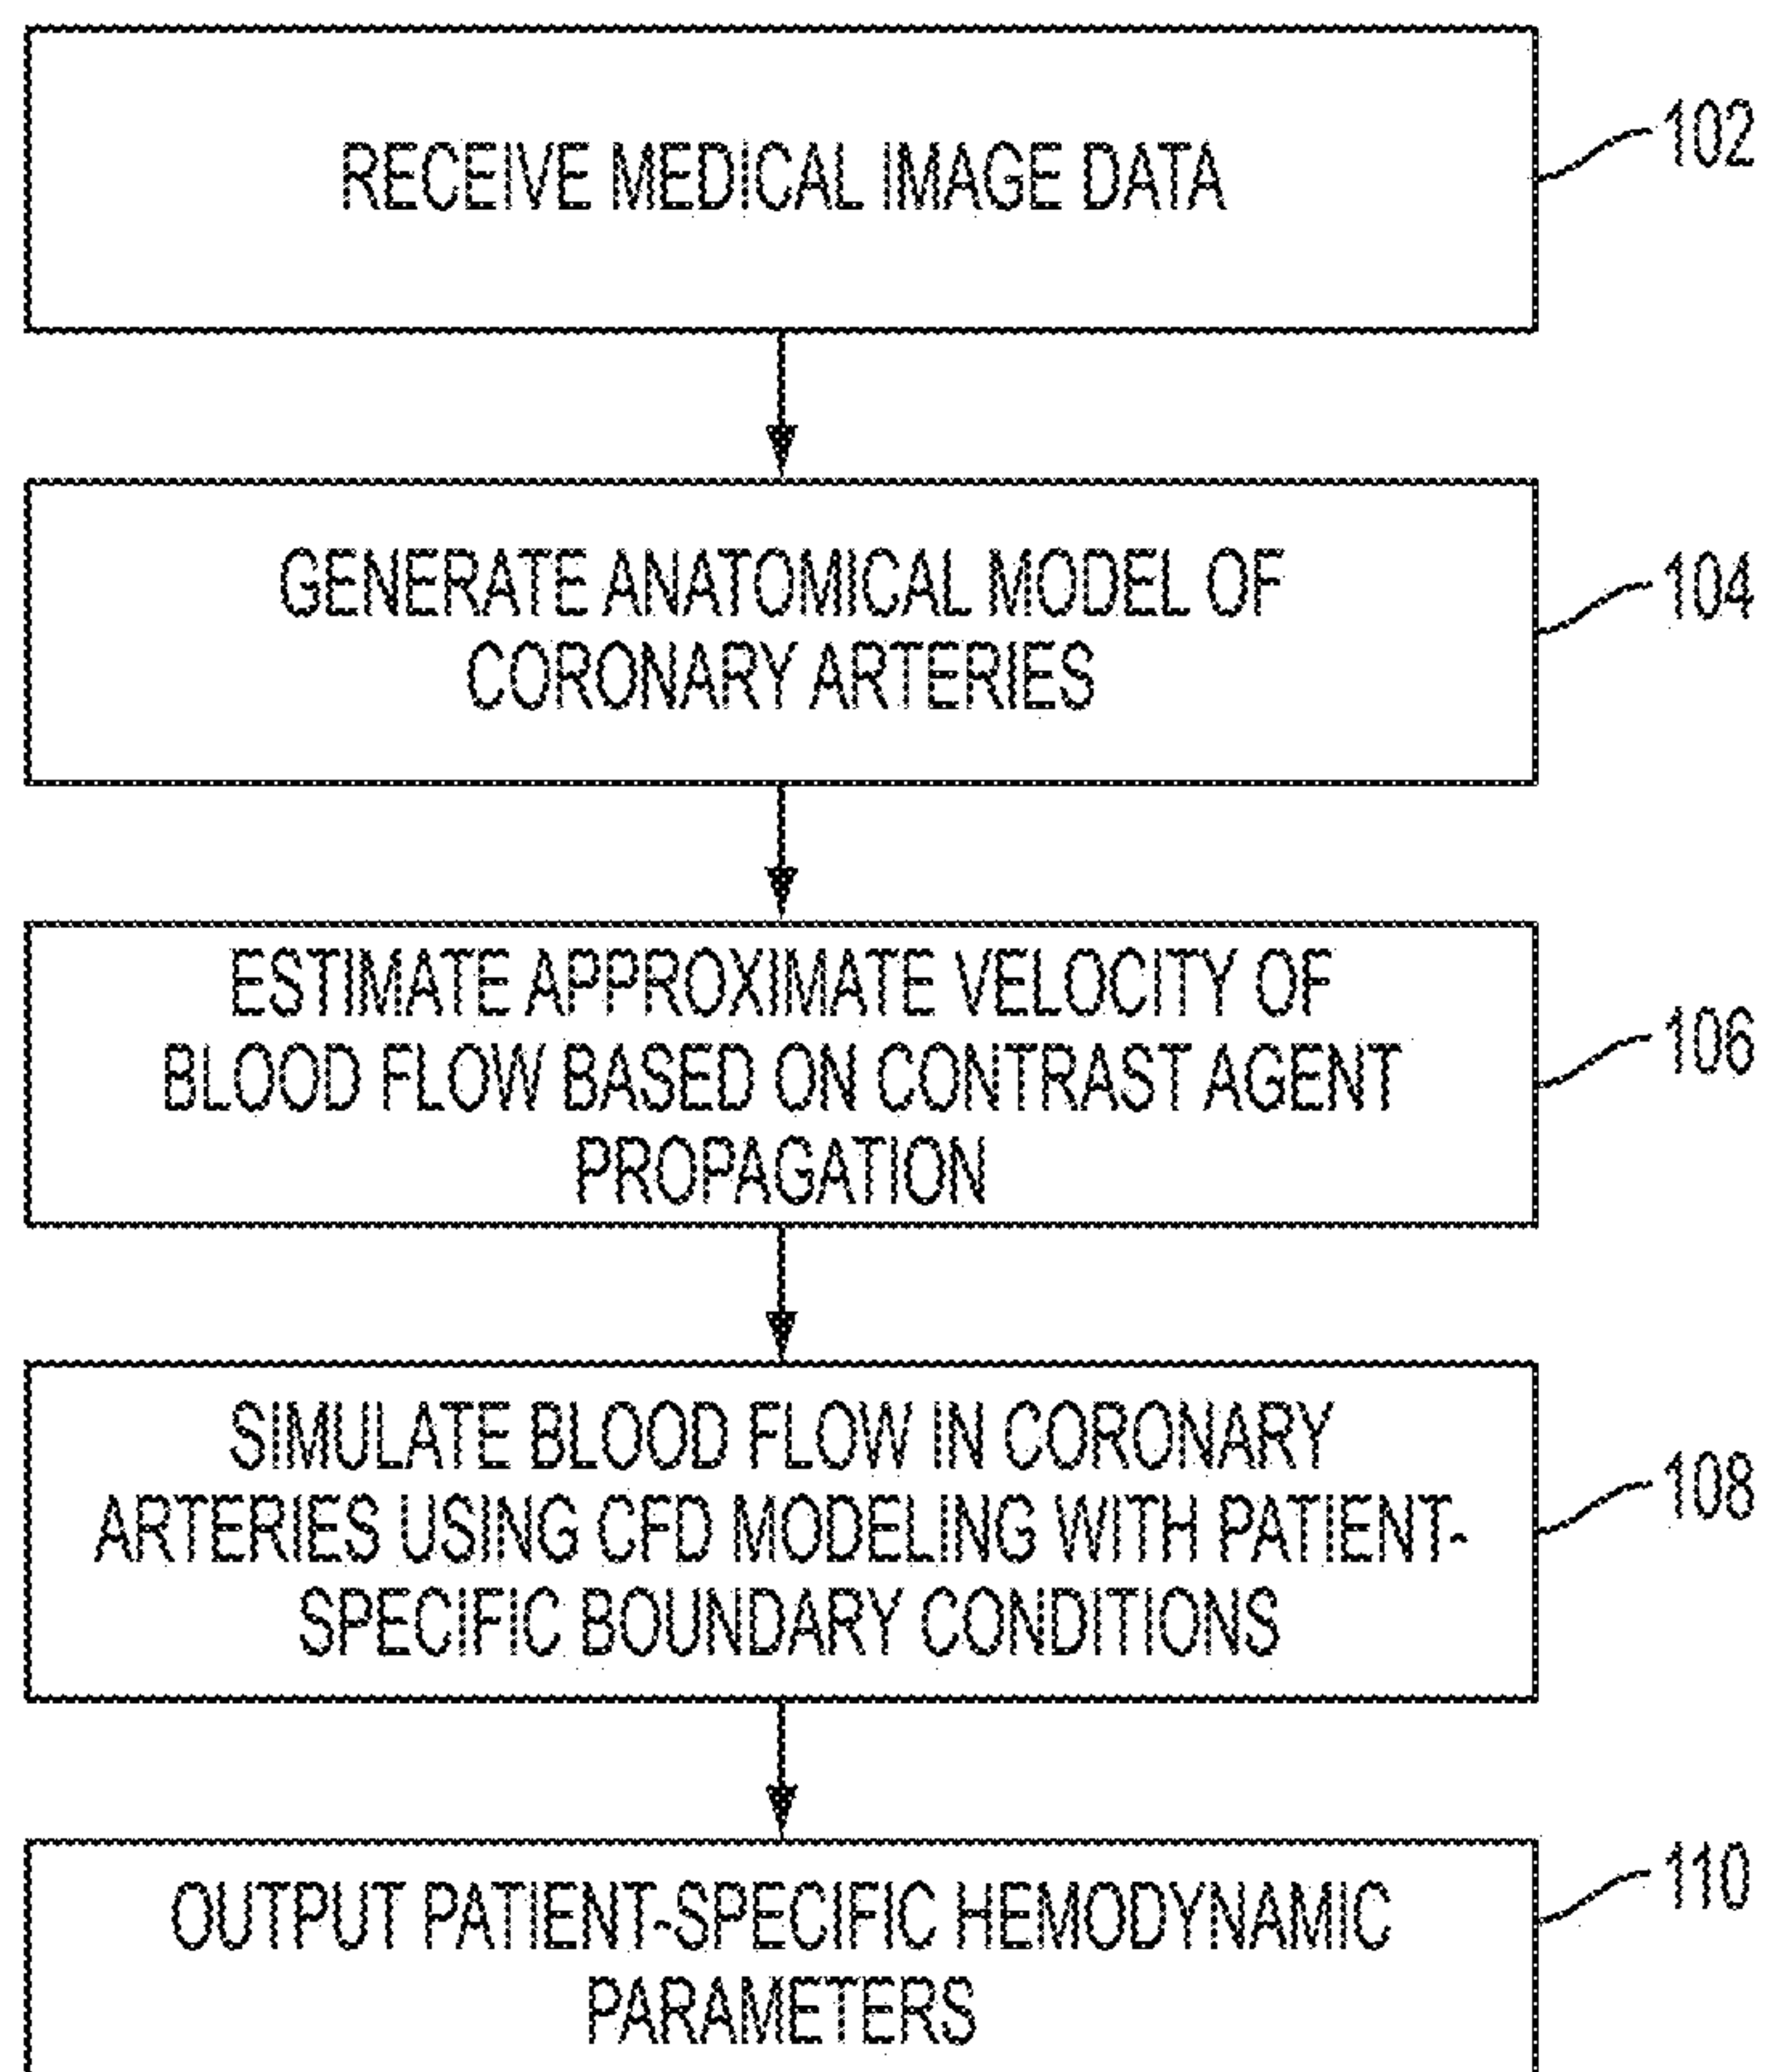 RECEIVE MEDICAL IMAGE DATA
102
GENERATE ANATOMICAL MODEL OF
CORONARY ARTERIES
104
ESTIMATE APPROXIMATE VELOCITY OF
BLOOD FLOW BASED ON CONTRAST AGENT
PROPAGATION
106
SIMULATE BLOOD FLOW IN CORONARY
ARTERIES USING CFD MODELING WITH PATIENT-
SPECIFIC BOUNDARY CONDITIONS
108
OUTPUT PATIENT-SPECIFIC HEMODYNAMIC
PARAMETERS
110